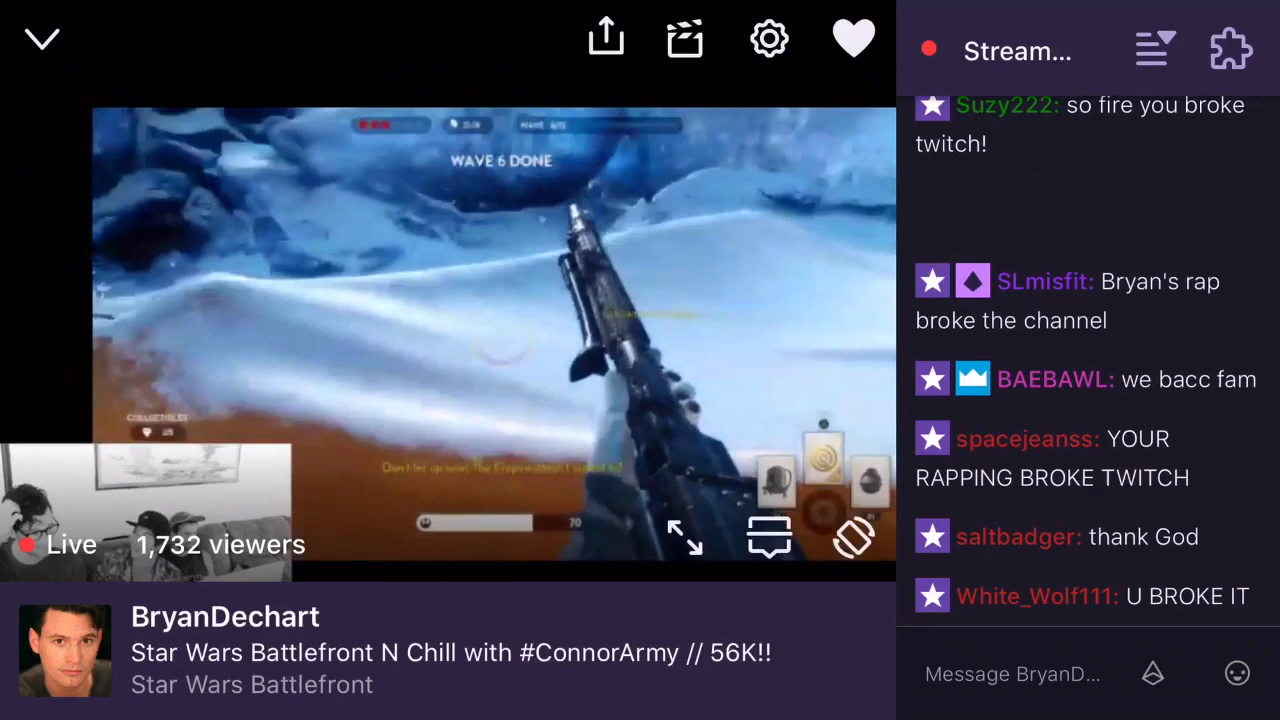 WAVE 6 DONE
COLLECTIBLES
70
Live
1,732 viewers
BryanDechart
Star Wars Battlefront N Chill with #ConnorArmy // 56K!!
Star Wars Battlefront
Stream...
Suzy222: so fire you broke
twitch!
SLmisfit: Bryan's rap
broke the channel
BAEBAWL: we bacc fam
spacejeanss: YOUR
RAPPING BROKE TWITCH
saltbadger: thank God
White_Wolf111: U BROKE IT
Message BryanD...